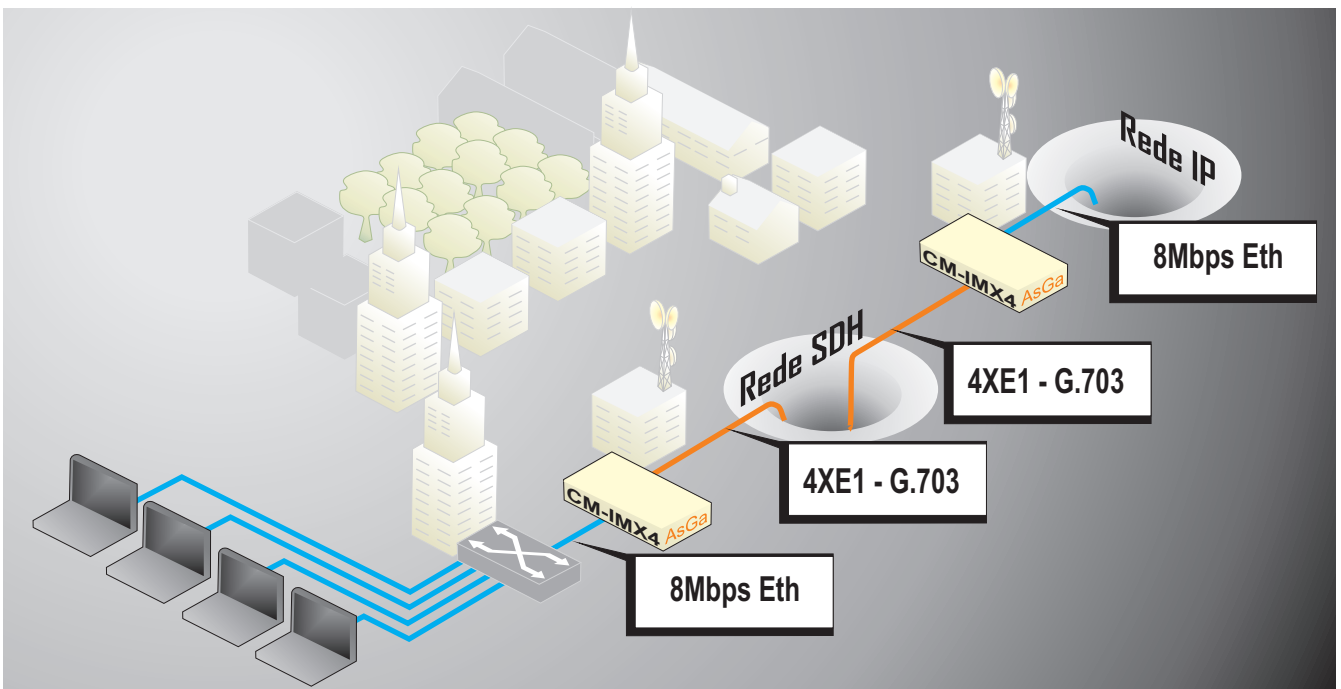 Rede IP
8Mbps Eth
CM-IMX4 AsGa
4XE1 - G.703
Rede SDH
4XE1 - G.703
CM-IMX4 AsGa
8Mbps Eth